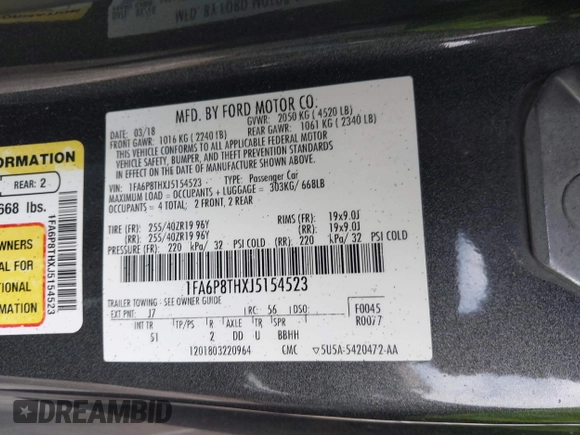 MFD. BY FORD MOTOR CO.
03/18
GVWR: 2050 KG (4520 LB)
FRONT GAWR: 1016 KG (2240 LB)
REAR GAWR: 1061 KG (2340 LB)
THIS VEHICLE CONFORMS TO ALL APPLICABLE FEDERAL MOTOR
VEHICLE SAFETY, BUMPER, AND THEFT PREVENTION STANDARDS
IN EFFECT ON THE DATE OF MANUFACTURE SHOWN ABOVE.
VIN: 1FA6P8THXJ5154523 TYPE: Passenger Car
MAXIMUM LOAD = OCCUPANTS + LUGGAGE = 303KG/ 668LB
OCCUPANTS = 4 TOTAL; 2 FRONT, 2 REAR
TIRE (FR): 255/40ZR19 96Y RIMS (FR): 19x9.0J
(RR): 255/40ZR19 96Y (RR): 19x9.0J
PRESSURE (FR): 220 kPa/ 32 PSI COLD (RR): 220 kPa/ 32 PSI COLD
1FA6P8THXJ5154523
TRAILER TOWING - SEE OWNER GUIDE
EXT PNT: J7 RC: 56 DSO: F0045
R0077
INT TR TP/PS R AXLE TR SPR
S1 2 DD U BBHH
1201803220964 CMC 5U5A-5420472-AA
FORMATION
REAR: 2
668 lbs.
OWNERS
AL FOR
TIONAL
MATION
1FA6P8THXJ5154523
DREAMBID